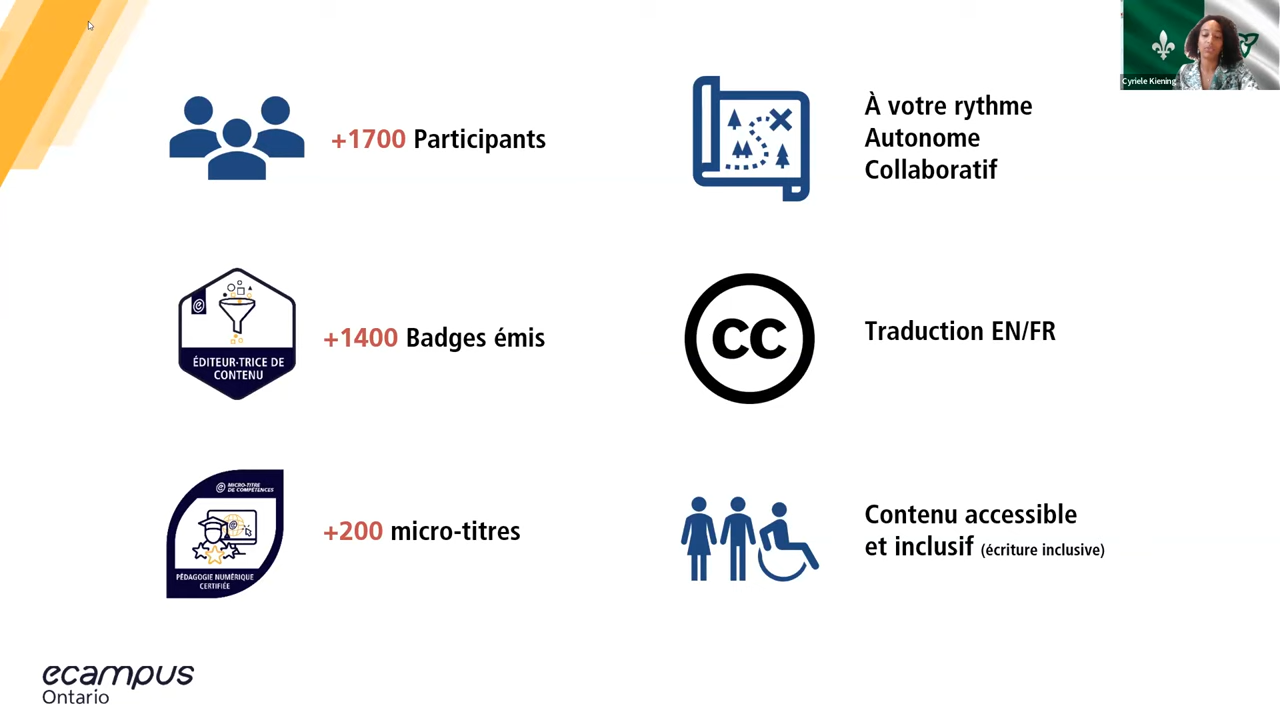 Cyriele Kiening
+1700 Participants
À votre rythme
Autonome
Collaboratif
ÉDITEUR·TRICE DE
CONTENU
+1400 Badges émis
CC
Traduction EN/FR
MICRO-TITRE
DE COMPÉTENCES
PÉDAGOGIE NUMÉRIQUE
CERTIFIÉE
+200 micro-titres
Contenu accessible
et inclusif (écriture inclusive)
ecampus
Ontario